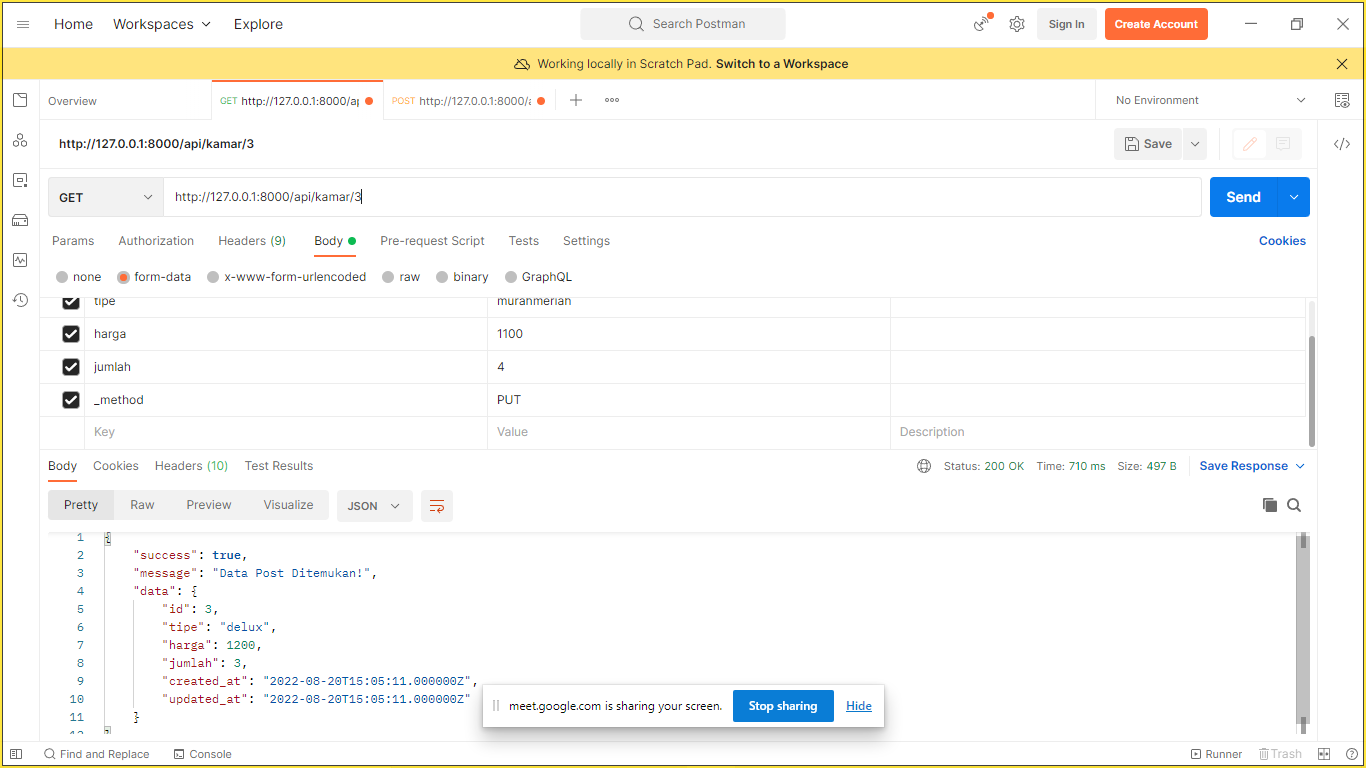 Home Workspaces Explore Search Postman Sign In Create Account
Working locally in Scratch Pad. Switch to a Workspace
Overview GET http://127.0.0.1:8000/ap POST http://127.0.0.1:8000/a No Environment
http://127.0.0.1:8000/api/kamar/3 Save
GET http://127.0.0.1:8000/api/kamar/3 Send
Params Authorization Headers (9) Body Pre-request Script Tests Settings Cookies
none form-data x-www-form-urlencoded raw binary GraphQL
tipe murahmeriah
harga 1100
jumlah 4
_method PUT
Key Value Description
Body Cookies Headers (10) Test Results Status: 200 OK Time: 710 ms Size: 497 B Save Response
Pretty Raw Preview Visualize JSON
1 {
2 "success": true,
3 "message": "Data Post Ditemukan!",
4 "data": {
5 "id": 3,
6 "tipe": "delux",
7 "harga": 1200,
8 "jumlah": 3,
9 "created_at": "2022-08-20T15:05:11.000000Z",
10 "updated_at": "2022-08-20T15:05:11.000000Z"
11 }
12 }
meet.google.com is sharing your screen. Stop sharing Hide
Find and Replace Console Runner Trash